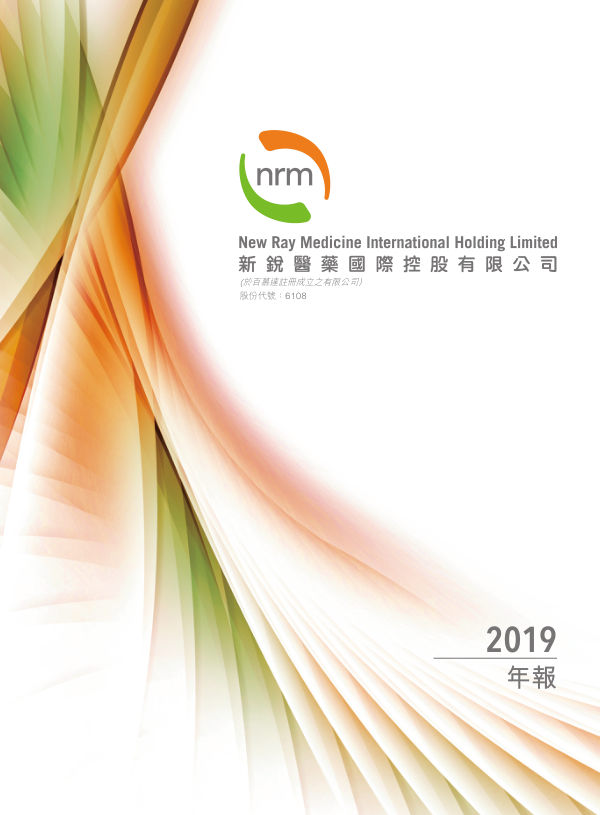 nrm
New Ray Medicine International Holding Limited
新銳醫藥國際控股有限公司
(於百慕達註冊成立之有限公司)
股份代號：6108
2019
年報